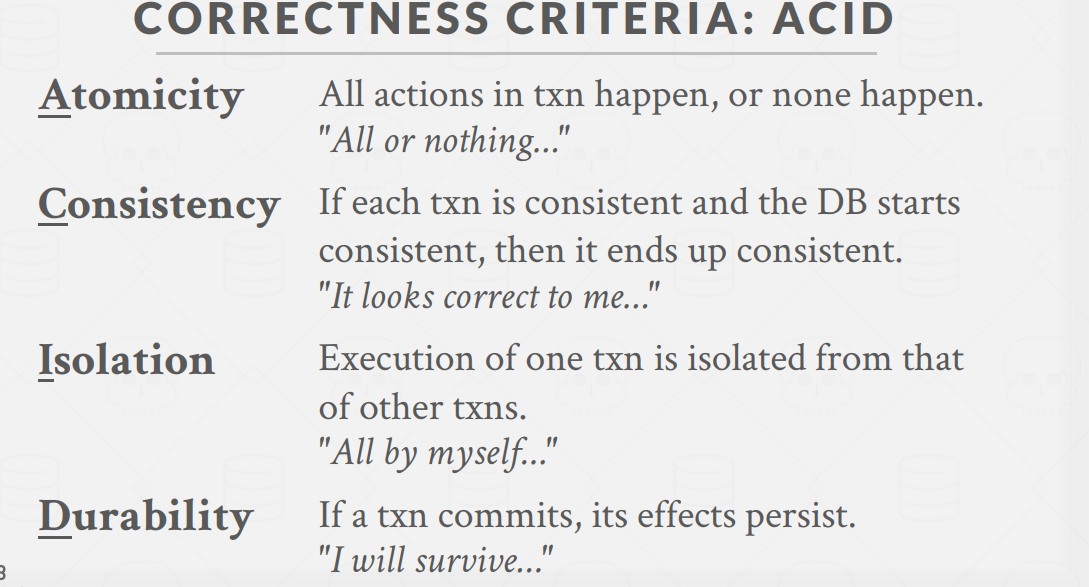 CORRECTNESS CRITERIA: ACID
Atomicity
All actions in txn happen, or none happen.
"All or nothing..."
Consistency
If each txn is consistent and the DB starts
consistent, then it ends up consistent.
"It looks correct to me..."
Isolation
Execution of one txn is isolated from that
of other txns.
"All by myself..."
Durability
If a txn commits, its effects persist.
"I will survive..."